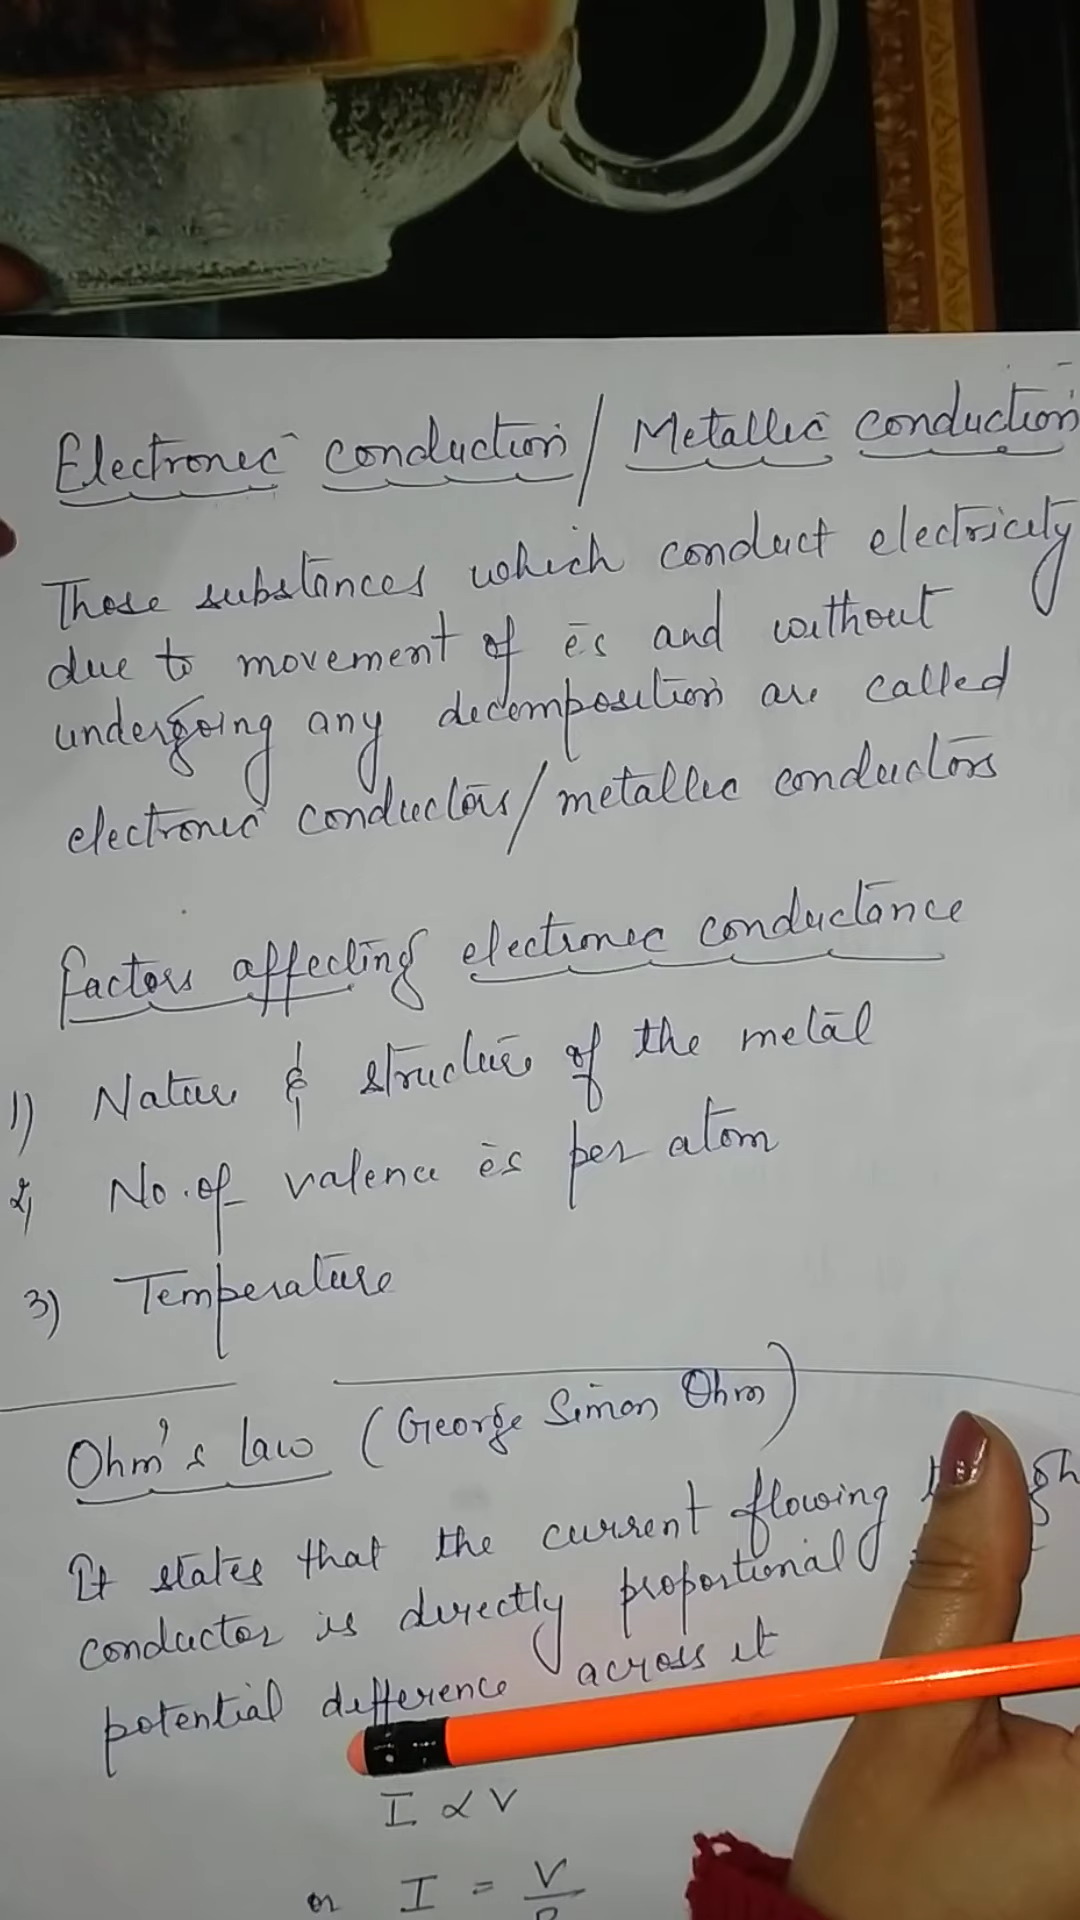 Electronic conduction / Metallic conduction
Those substances which conduct electricity
due to movement of ēs and without
undergoing any decomposition are called
electronic conductors/metallic conductors
factors affecting electronic conductance
1) Nature & structure of the metal
2) No. of valence ēs per atom
3) Temperature
Ohm's law (George Simon Ohm)
It states that the current flowing
conductor is directly proportional
potential difference across it
I ∝ V
or I = V